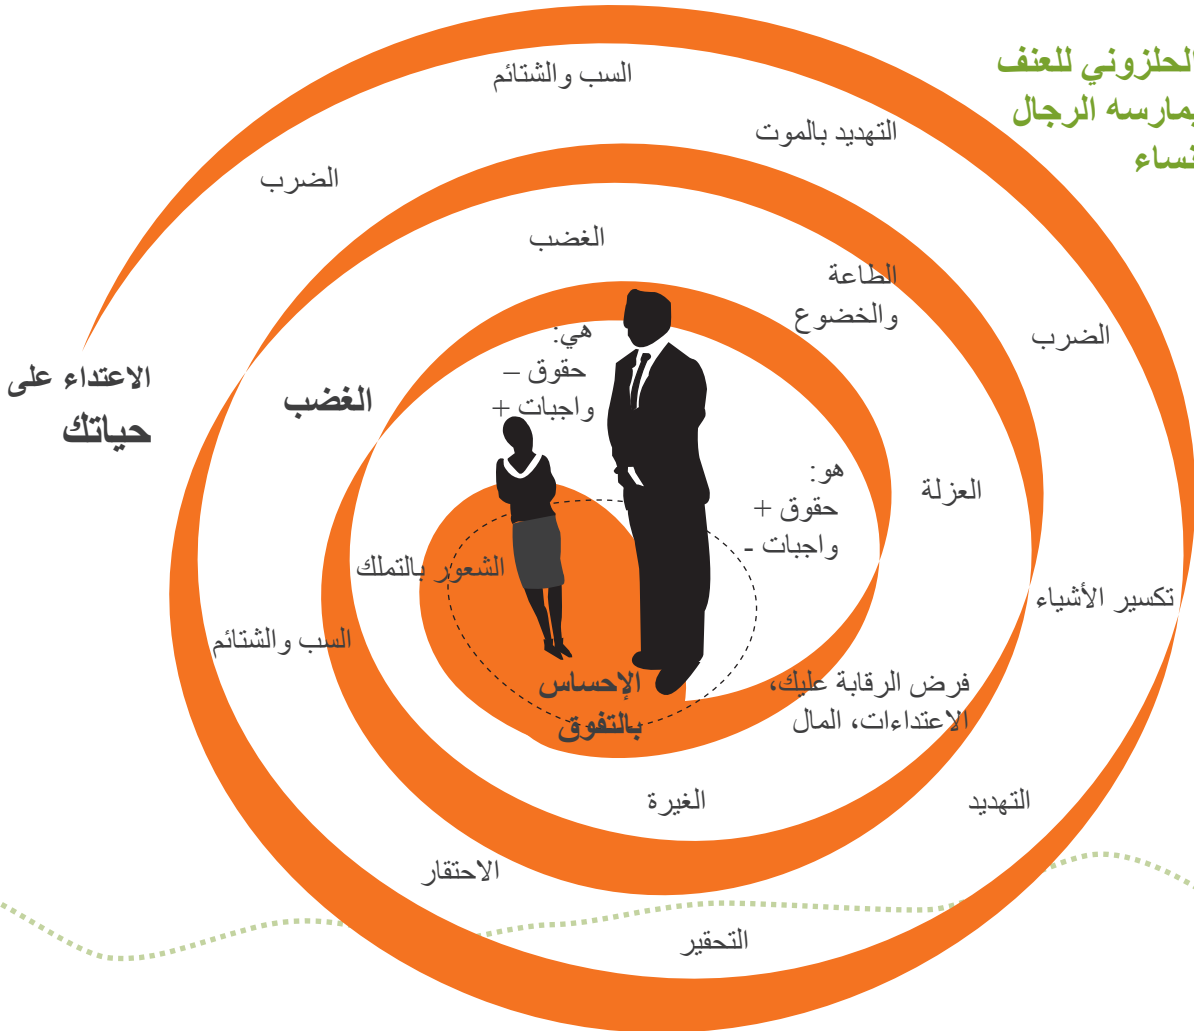 الحلزوني للعنف
يمارسه الرجال
نساء
السب والشتائم
التهديد بالموت
الضرب
الغضب
الطاعة
والخضوع
الضرب
هي:
حقوق –
واجبات +
الاعتداء على
حياتك
الغضب
هو:
حقوق +
واجبات -
العزلة
الشعور بالتملك
تكسير الأشياء
السب والشتائم
الإحساس
بالتفوق
فرض الرقابة عليك،
الاعتداءات، المال
الغيرة
التهديد
الاحتقار
التحقير